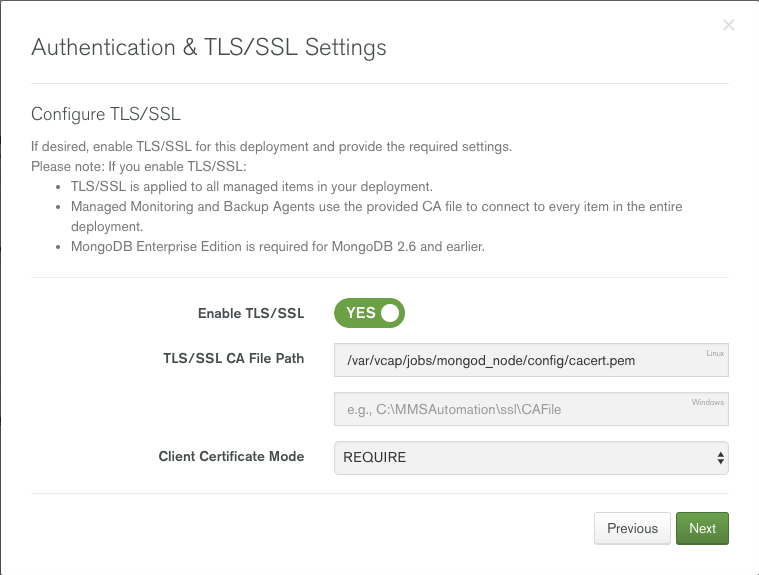 ×
Authentication & TLS/SSL Settings
Configure TLS/SSL
If desired, enable TLS/SSL for this deployment and provide the required settings.
Please note: If you enable TLS/SSL:
• TLS/SSL is applied to all managed items in your deployment.
• Managed Monitoring and Backup Agents use the provided CA file to connect to every item in the entire
deployment.
• MongoDB Enterprise Edition is required for MongoDB 2.6 and earlier.
Enable TLS/SSL YES
TLS/SSL CA File Path /var/vcap/jobs/mongod_node/config/cacert.pem Linux
e.g., C:\MMSAutomation\ssl\CAFile Windows
Client Certificate Mode REQUIRE
Previous Next